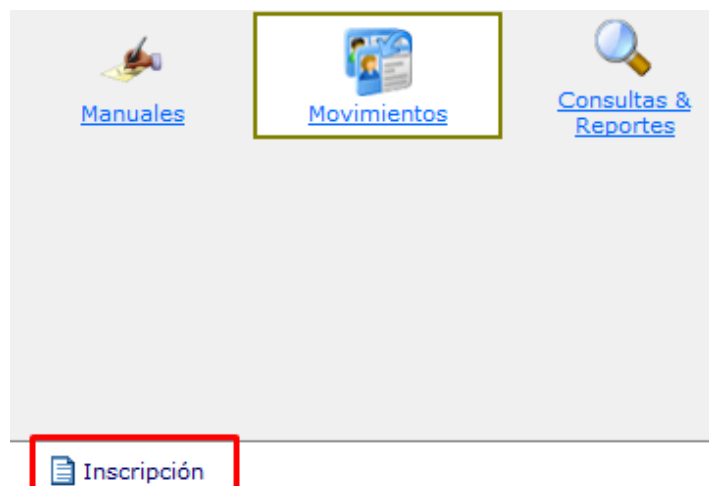 Manuales
Movimientos
Consultas &
Reportes
Inscripción